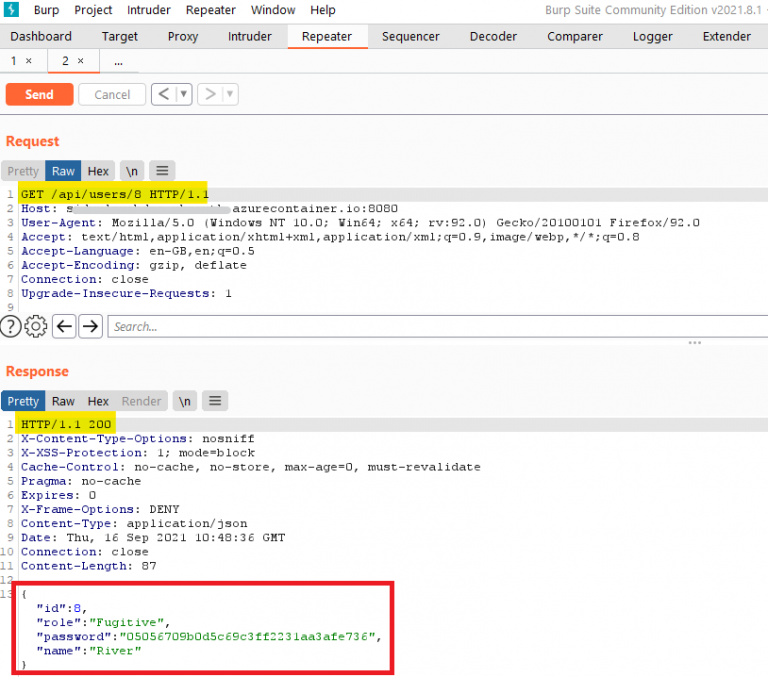 Burp Project Intruder Repeater Window Help Burp Suite Community Edition v2021.8.1
Dashboard Target Proxy Intruder Repeater Sequencer Decoder Comparer Logger Extender
1 × 2 × ...
Send Cancel < ▼ > ▼
Request
Pretty Raw Hex \n
1 GET /api/users/8 HTTP/1.1
2 Host: azurecontainer.io:8080
3 User-Agent: Mozilla/5.0 (Windows NT 10.0; Win64; x64; rv:92.0) Gecko/20100101 Firefox/92.0
4 Accept: text/html,application/xhtml+xml,application/xml;q=0.9,image/webp,*/*;q=0.8
5 Accept-Language: en-GB,en;q=0.5
6 Accept-Encoding: gzip, deflate
7 Connection: close
8 Upgrade-Insecure-Requests: 1
9
? Search...
Response
Pretty Raw Hex Render \n
1 HTTP/1.1 200
2 X-Content-Type-Options: nosniff
3 X-XSS-Protection: 1; mode=block
4 Cache-Control: no-cache, no-store, max-age=0, must-revalidate
5 Pragma: no-cache
6 Expires: 0
7 X-Frame-Options: DENY
8 Content-Type: application/json
9 Date: Thu, 16 Sep 2021 10:48:36 GMT
10 Connection: close
11 Content-Length: 87
12
13 {
"id":8,
"role":"Fugitive",
"password":"05056709b0d5c69c3ff2231aa3afe736",
"name":"River"
}